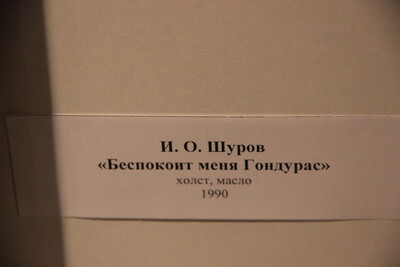 И. О. Шуров
«Беспокоит меня Гондурас»
холст, масло
1990